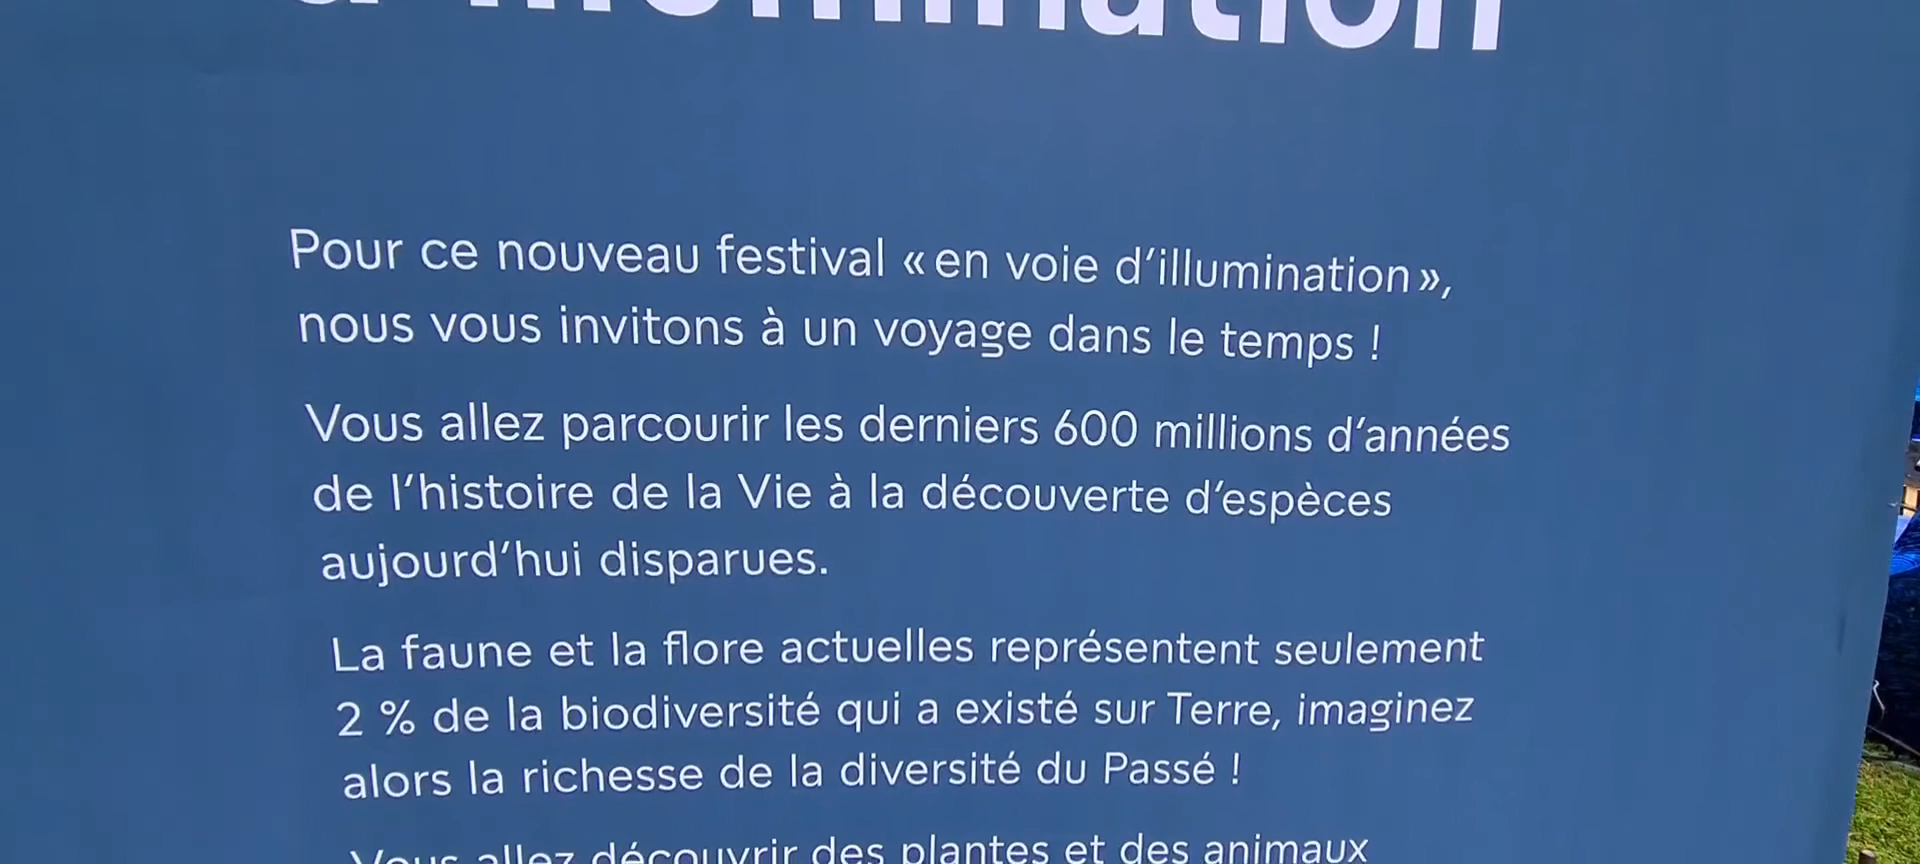 Pour ce nouveau festival « en voie d’illumination »,
nous vous invitons à un voyage dans le temps !
Vous allez parcourir les derniers 600 millions d’années
de l’histoire de la Vie à la découverte d’espèces
aujourd’hui disparues.
La faune et la flore actuelles représentent seulement
2 % de la biodiversité qui a existé sur Terre, imaginez
alors la richesse de la diversité du Passé !
Vous allez découvrir des plantes et des animaux